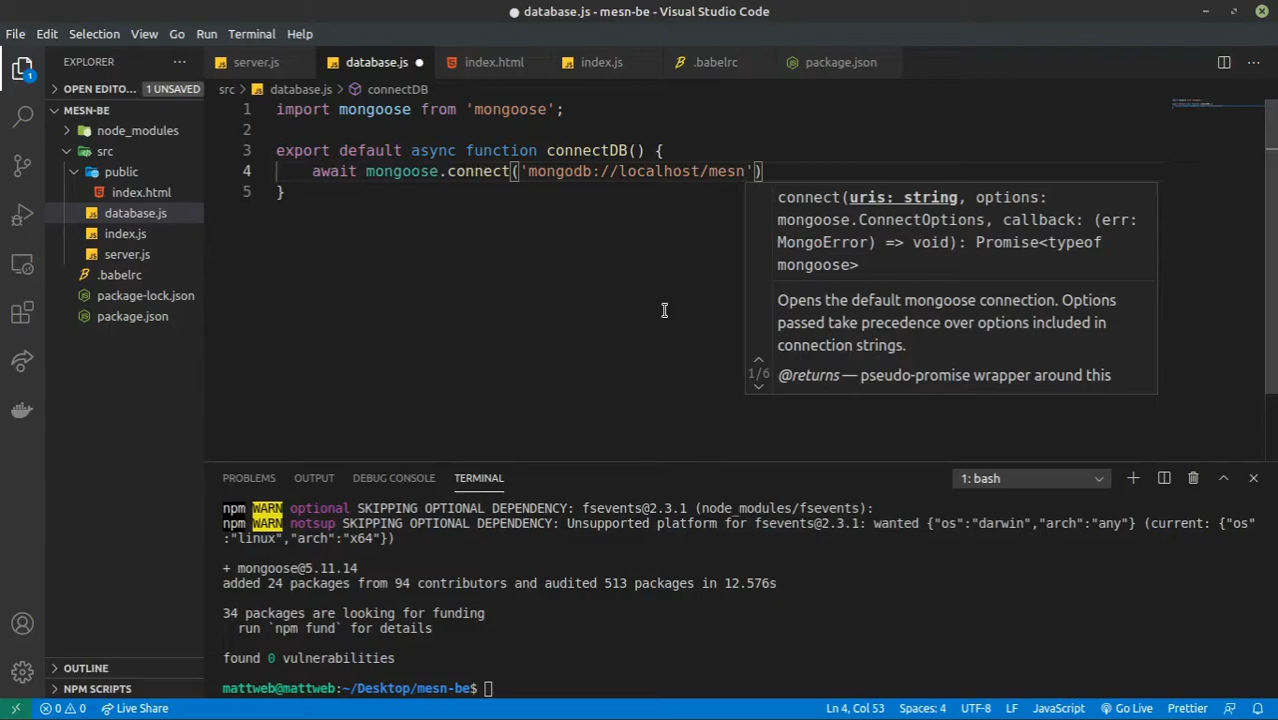 ● database.js - mesn-be - Visual Studio Code
File Edit Selection View Go Run Terminal Help
EXPLORER ···
server.js database.js ● index.html index.js .babelrc package.json ···
OPEN EDITO... 1 UNSAVED
src > database.js > connectDB
MESN-BE
node_modules
src
public
index.html
database.js
index.js
server.js
.babelrc
package-lock.json
package.json
1
1 import mongoose from 'mongoose';
2
3 export default async function connectDB() {
4 await mongoose.connect('mongodb://localhost/mesn')
5 }
connect(uris: string, options:
mongoose.ConnectOptions, callback: (err:
MongoError) => void): Promise<typeof
mongoose>
Opens the default mongoose connection. Options
passed take precedence over options included in
connection strings.
1/6
@returns — pseudo-promise wrapper around this
PROBLEMS OUTPUT DEBUG CONSOLE TERMINAL 1: bash
npm WARN optional SKIPPING OPTIONAL DEPENDENCY: fsevents@2.3.1 (node_modules/fsevents):
npm WARN notsup SKIPPING OPTIONAL DEPENDENCY: Unsupported platform for fsevents@2.3.1: wanted {"os":"darwin","arch":"any"} (current: {"os"
:"linux","arch":"x64"})
+ mongoose@5.11.14
added 24 packages from 94 contributors and audited 513 packages in 12.576s
34 packages are looking for funding
run `npm fund` for details
found 0 vulnerabilities
mattweb@mattweb:~/Desktop/mesn-be$
OUTLINE
NPM SCRIPTS
0 0 Live Share Ln 4, Col 53 Spaces: 4 UTF-8 LF JavaScript Go Live Prettier